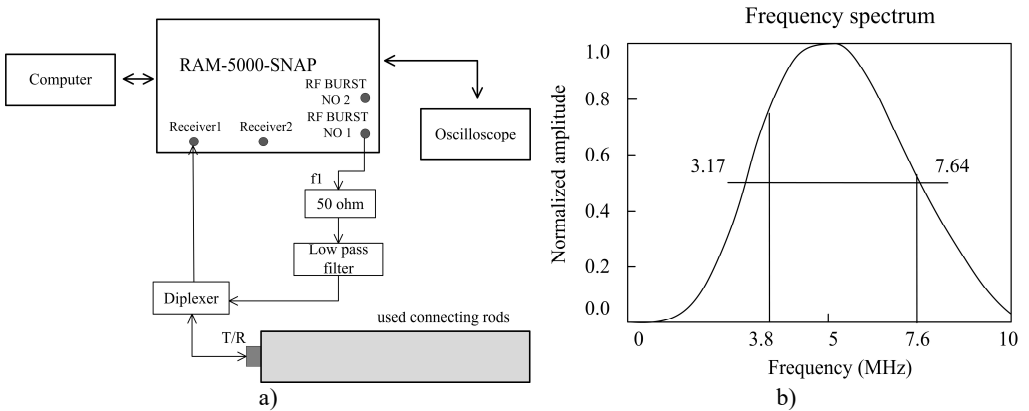 Computer
RAM-5000-SNAP
RF BURST
NO 2
RF BURST
NO 1
Receiver1
Receiver2
Oscilloscope
f1
50 ohm
Low pass
filter
Diplexer
T/R
used connecting rods
a)
Frequency spectrum
Normalized amplitude
1.0
0.8
0.6
0.4
0.2
0.0
3.17
7.64
0
3.8
5
7.6
10
Frequency (MHz)
b)